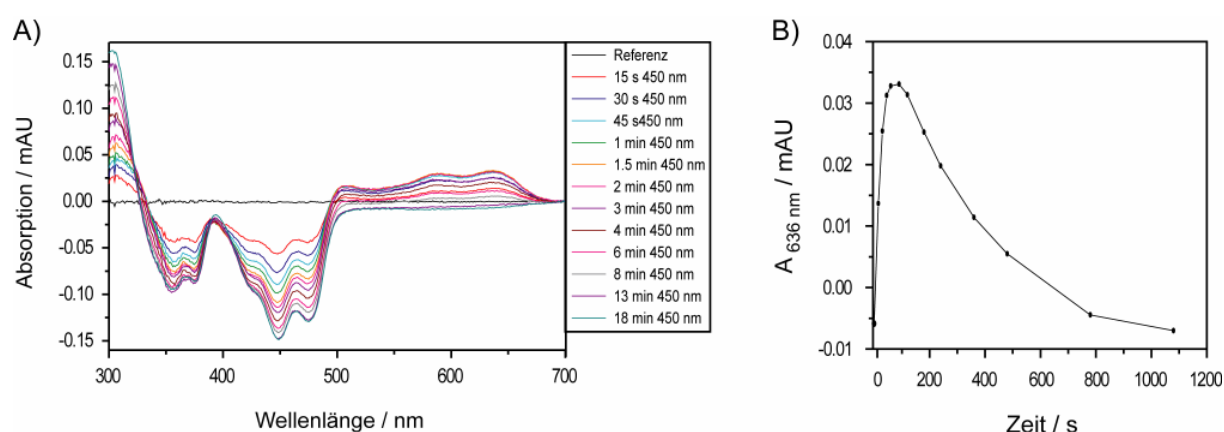 A)
Absorption / mAU
0.15
0.10
0.05
0.00
-0.05
-0.10
-0.15
300
400
500
600
700
Wellenlänge / nm
Referenz
15 s 450 nm
30 s 450 nm
45 s450 nm
1 min 450 nm
1.5 min 450 nm
2 min 450 nm
3 min 450 nm
4 min 450 nm
6 min 450 nm
8 min 450 nm
13 min 450 nm
18 min 450 nm
B)
A 636 nm / mAU
0.04
0.03
0.02
0.01
0.00
-0.01
0
200
400
600
800
1000
1200
Zeit / s